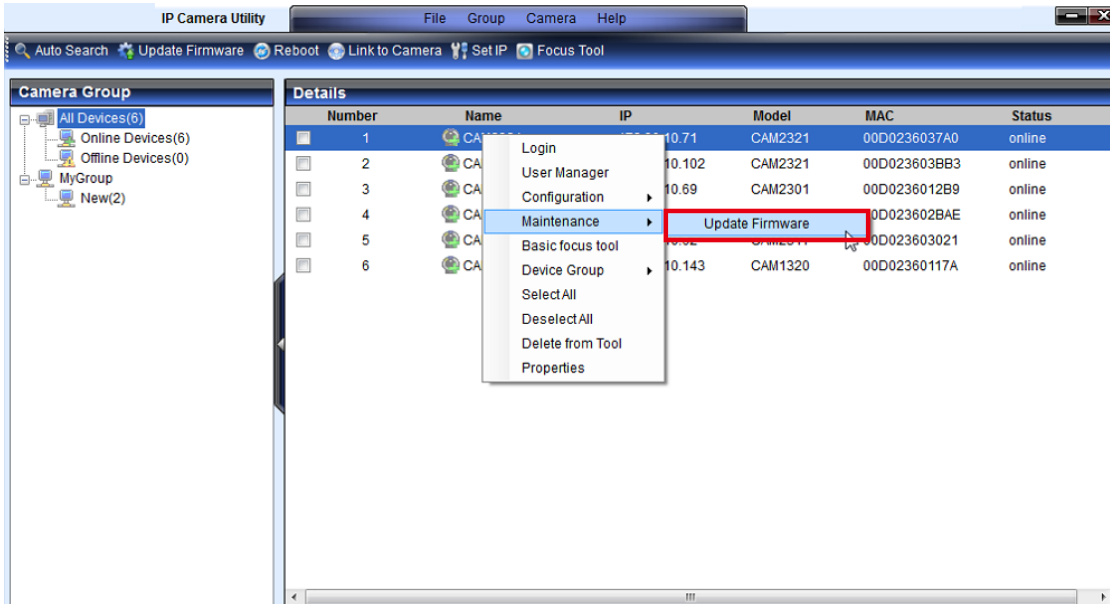 IP Camera Utility File Group Camera Help
Auto Search Update Firmware Reboot Link to Camera Set IP Focus Tool
Camera Group
All Devices(6)
Online Devices(6)
Offline Devices(0)
MyGroup
New(2)
Details
Number Name IP Model MAC Status
1 10.71 CAM2321 00D0236037A0 online
2 CA 10.102 CAM2321 00D023603BB3 online
3 CA 10.69 CAM2301 00D0236012B9 online
4 CA 00D023602BAE online
5 CA 00D023603021 online
6 CA 10.143 CAM1320 00D02360117A online
Login
User Manager
Configuration
Maintenance
Basic focus tool
Device Group
Select All
Deselect All
Delete from Tool
Properties
Update Firmware